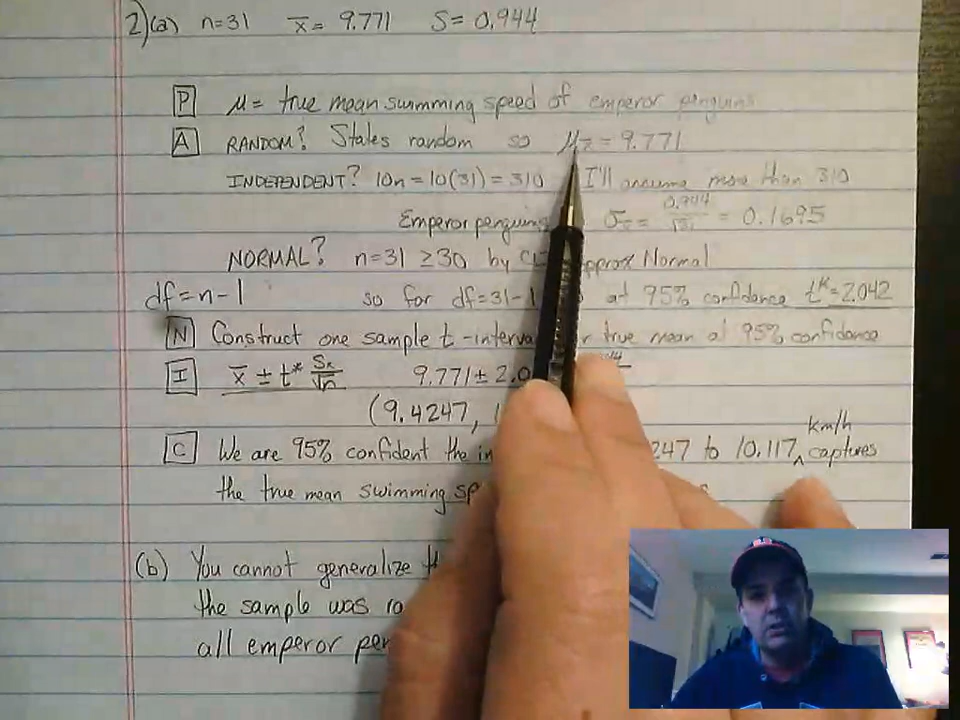 2)(a) n=31 x̄ = 9.771 S = 0.944
P μ = true mean swimming speed of emperor penguins
A RANDOM? States random so μx̄ = 9.771
INDEPENDENT? 10n = 10(31) = 310 I'll assume more than 310
Emperor penguins σx̄ = 0.944/√31 = 0.1695
NORMAL? n=31 ≥30 by approx Normal
df = n-1 so for df=31-1 at 95% confidence t*=2.042
N Construct one sample t-interval true mean at 95% confidence
I x̄ ± t* Sx/√n 9.771 ± 2.0
(9.4247,
C We are 95% confident the 247 to 10.117 km/h captures
the true mean swimming
(b) You cannot generalize
the sample was
all emperor